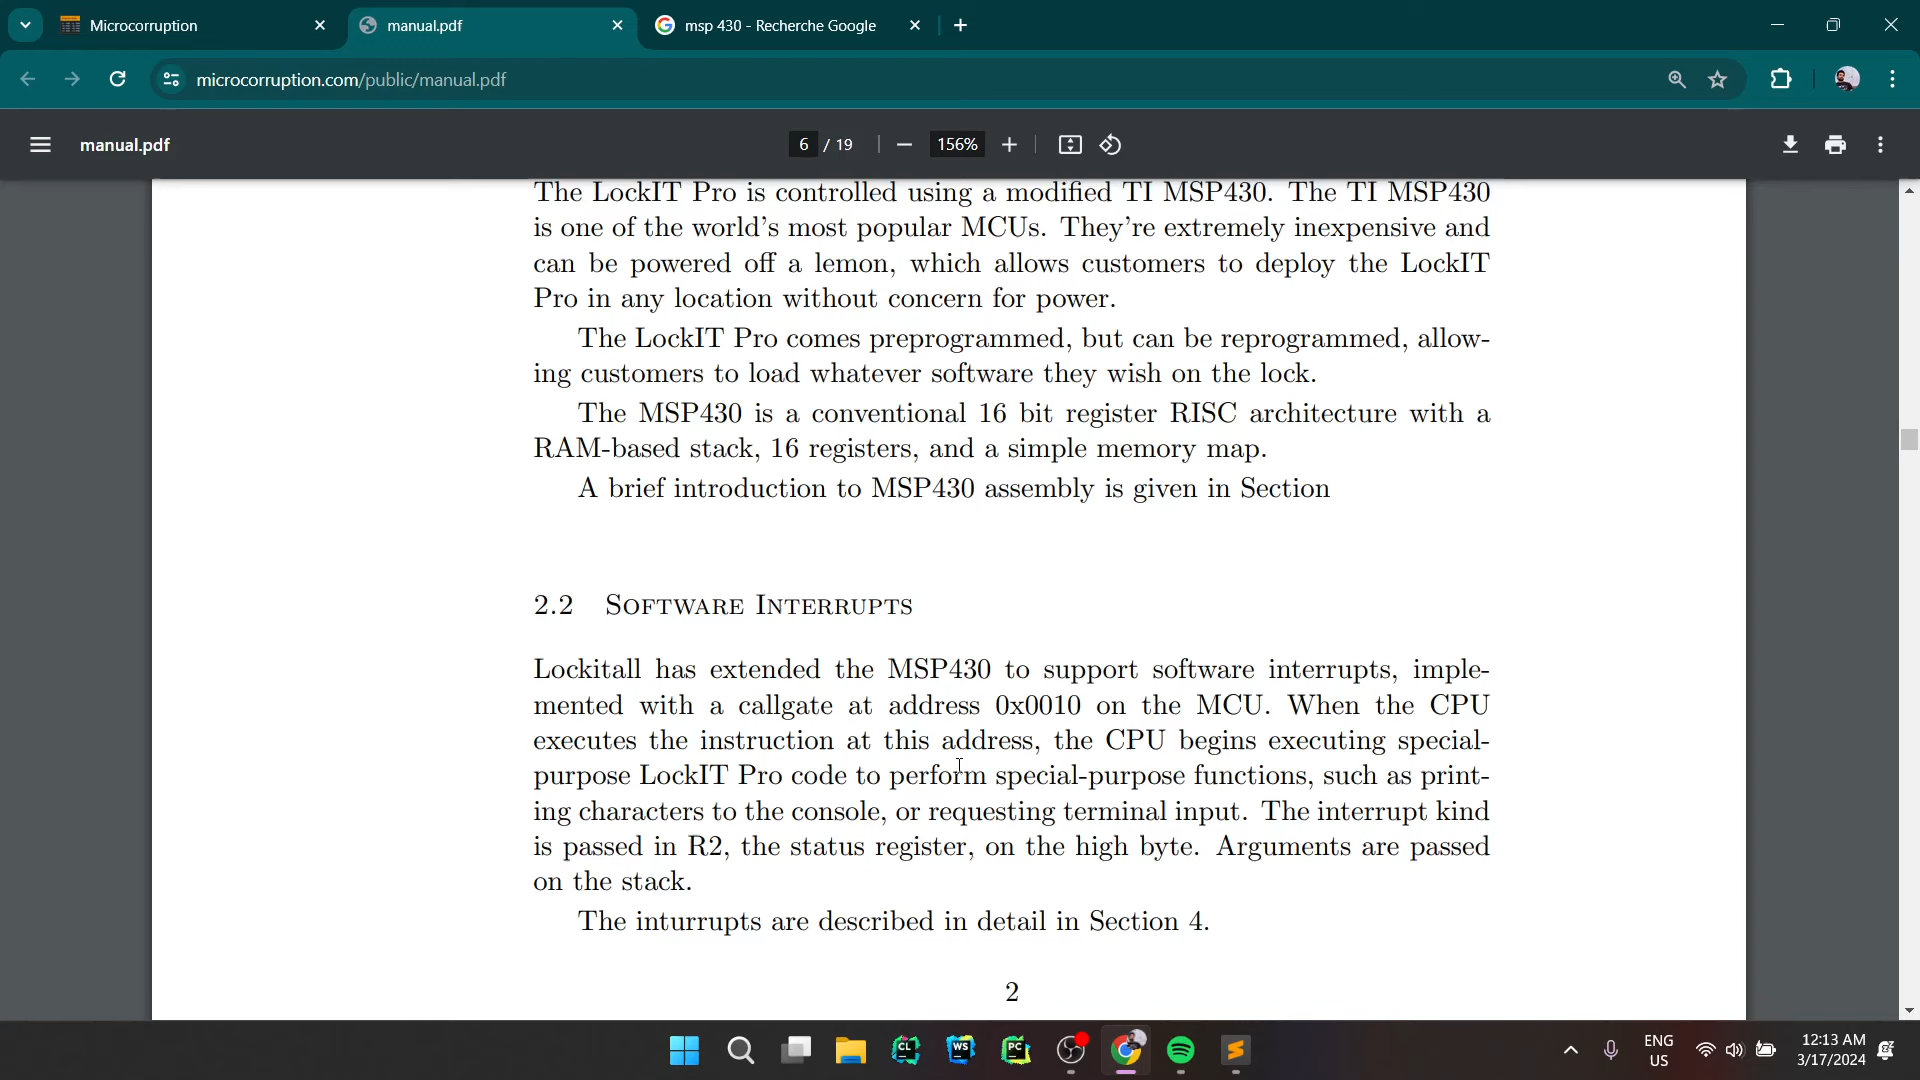 Microcorruption
manual.pdf
msp 430 - Recherche Google
microcorruption.com/public/manual.pdf
manual.pdf
6 / 19
156%
The LockIT Pro is controlled using a modified TI MSP430. The TI MSP430
is one of the world's most popular MCUs. They're extremely inexpensive and
can be powered off a lemon, which allows customers to deploy the LockIT
Pro in any location without concern for power.
The LockIT Pro comes preprogrammed, but can be reprogrammed, allow-
ing customers to load whatever software they wish on the lock.
The MSP430 is a conventional 16 bit register RISC architecture with a
RAM-based stack, 16 registers, and a simple memory map.
A brief introduction to MSP430 assembly is given in Section
2.2 Software Interrupts
Lockitall has extended the MSP430 to support software interrupts, imple-
mented with a callgate at address 0x0010 on the MCU. When the CPU
executes the instruction at this address, the CPU begins executing special-
purpose LockIT Pro code to perform special-purpose functions, such as print-
ing characters to the console, or requesting terminal input. The interrupt kind
is passed in R2, the status register, on the high byte. Arguments are passed
on the stack.
The inturrupts are described in detail in Section 4.
2
CL
WS
PC
ENG
US
12:13 AM
3/17/2024